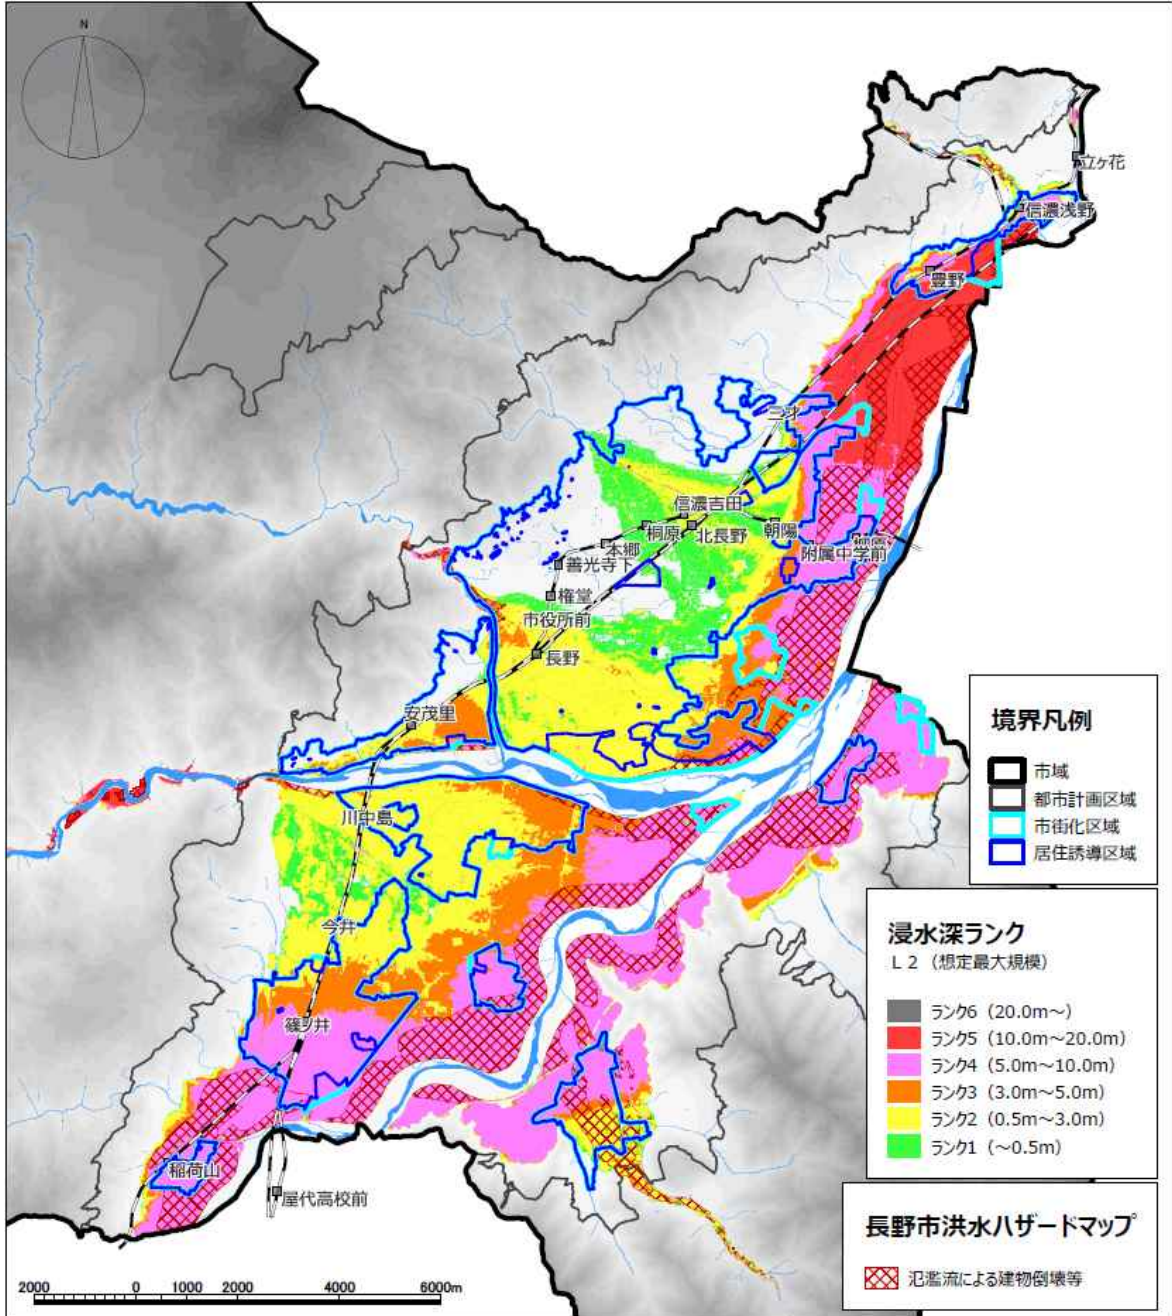 N
立ヶ花
信濃浅野
豊野
三才
信濃吉田
朝陽
桐原
北長野
附属中学前
本郷
善光寺下
権堂
市役所前
長野
安茂里
川中島
今井
篠ノ井
稲荷山
屋代高校前
境界凡例
市域
都市計画区域
市街化区域
居住誘導区域
浸水深ランク
L2（想定最大規模）
ランク6（20.0m～）
ランク5（10.0m～20.0m）
ランク4（5.0m～10.0m）
ランク3（3.0m～5.0m）
ランク2（0.5m～3.0m）
ランク1（～0.5m）
長野市洪水ハザードマップ
氾濫流による建物倒壊等
2000 0 2000 4000 6000m